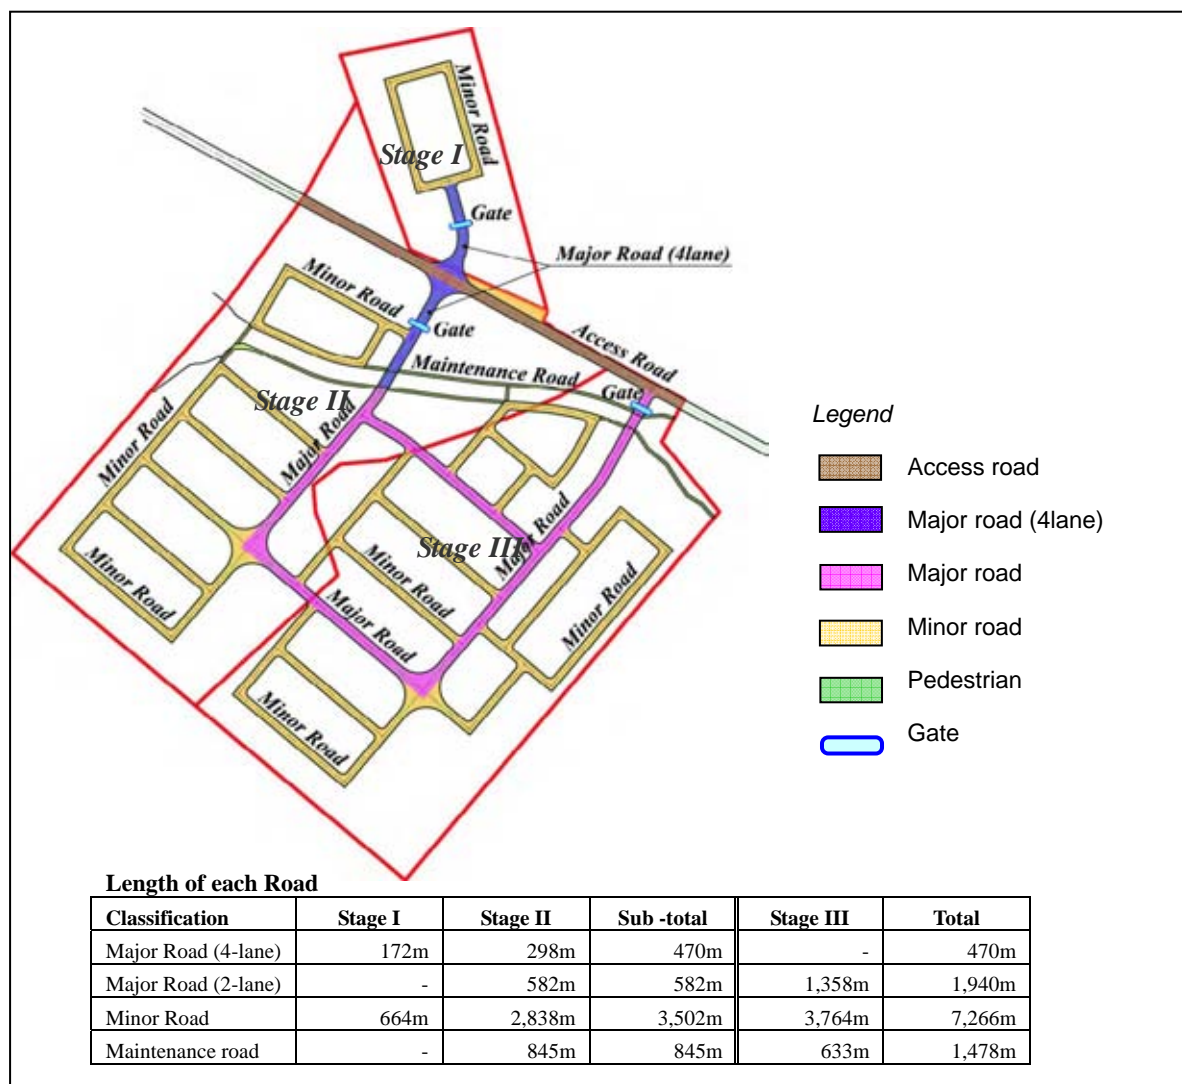 Minor Road
Stage I
Gate
Major Road (4lane)
Minor Road
Gate
Access Road
Maintenance Road
Gate
Stage II
Major Road
Minor Road
Major Road
Stage III
Minor Road
Minor Road
Minor Road
Major Road
Minor Road
Legend
Access road
Major road (4lane)
Major road
Minor road
Pedestrian
Gate
Length of each Road
Classification Stage I Stage II Sub -total Stage III Total
Major Road (4-lane) 172m 298m 470m - 470m
Major Road (2-lane) - 582m 582m 1,358m 1,940m
Minor Road 664m 2,838m 3,502m 3,764m 7,266m
Maintenance road - 845m 845m 633m 1,478m